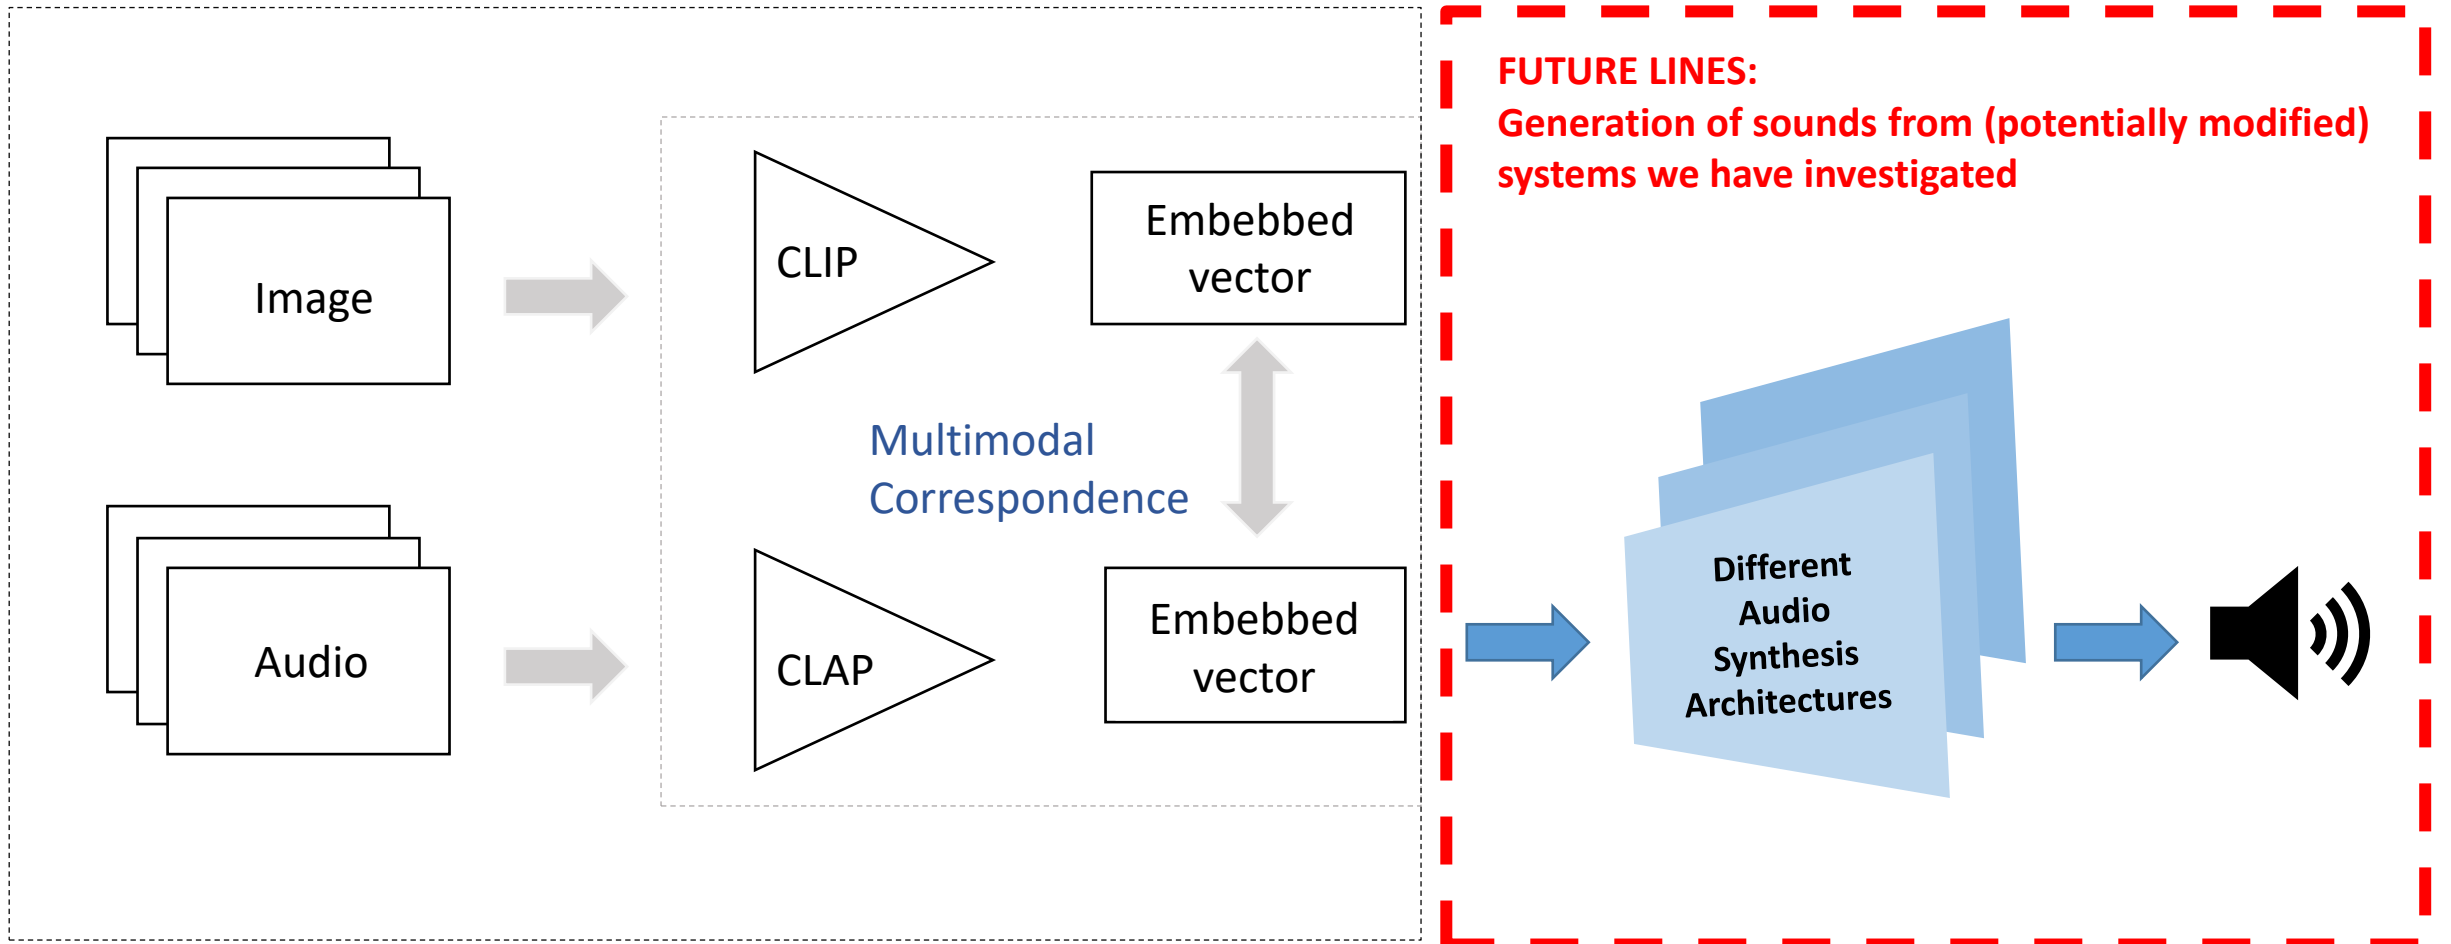 FUTURE LINES:
Generation of sounds from (potentially modified)
systems we have investigated
Image
CLIP
Embebbed
vector
Multimodal
Correspondence
Audio
CLAP
Embebbed
vector
Different
Audio
Synthesis
Architectures